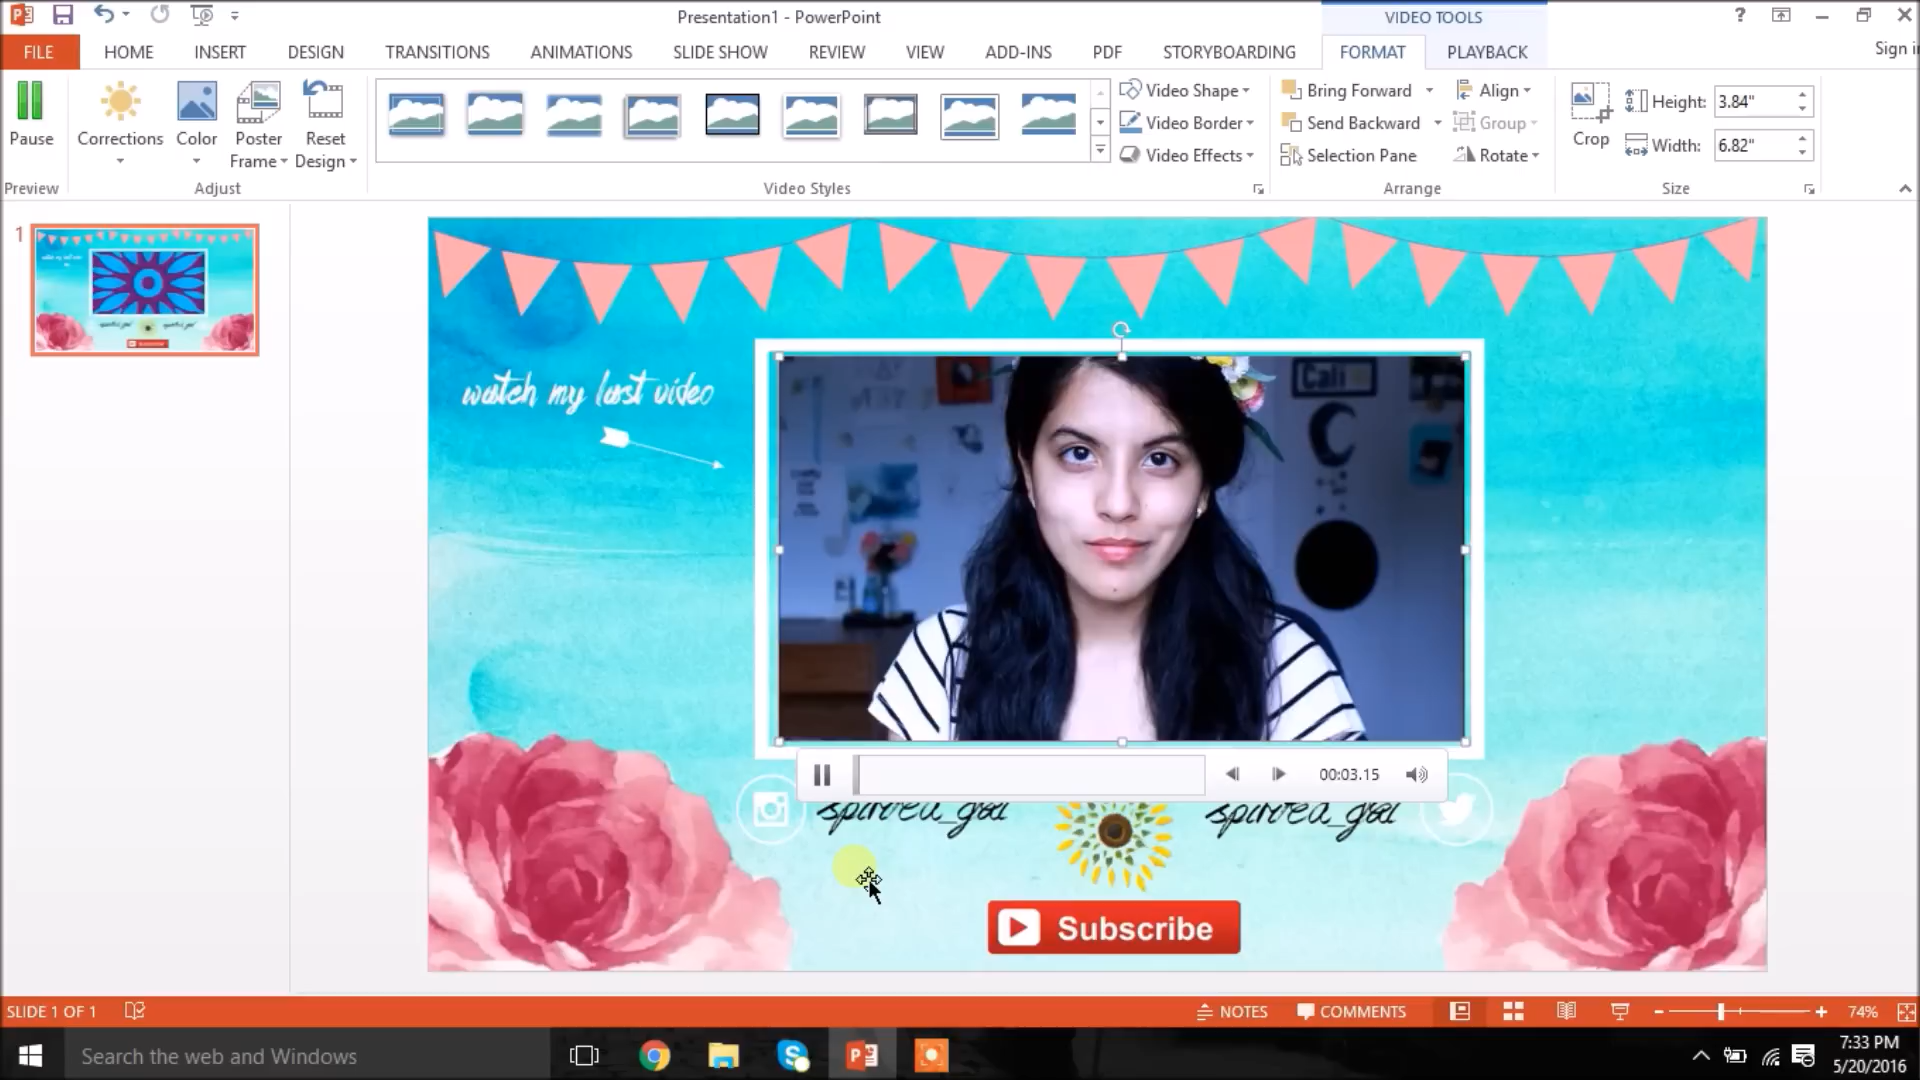 Presentation1 - PowerPoint
VIDEO TOOLS
?
FILE
HOME
INSERT
DESIGN
TRANSITIONS
ANIMATIONS
SLIDE SHOW
REVIEW
VIEW
ADD-INS
PDF
STORYBOARDING
FORMAT
PLAYBACK
Sign in
Pause
Corrections
Color
Poster Frame
Reset Design
Video Shape
Video Border
Video Effects
Bring Forward
Send Backward
Selection Pane
Align
Group
Rotate
Crop
Height: 3.84"
Width: 6.82"
Preview
Adjust
Video Styles
Arrange
Size
1
watch my last video
Cali
00:03.15
Subscribe
SLIDE 1 OF 1
NOTES
COMMENTS
74%
Search the web and Windows
7:33 PM
5/20/2016